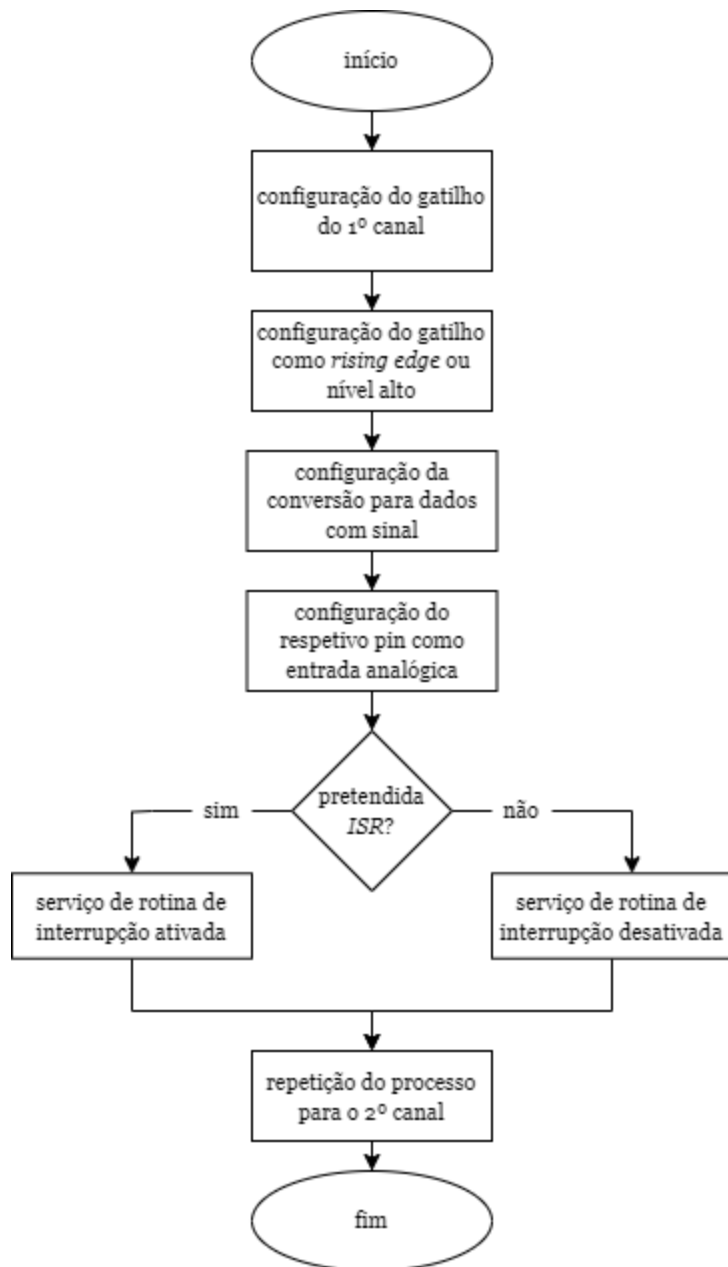 início
configuração do gatilho
do 1º canal
configuração do gatilho
como rising edge ou
nível alto
configuração da
conversão para dados
com sinal
configuração do
respetivo pin como
entrada analógica
pretendida
ISR?
sim
não
serviço de rotina de
interrupção ativada
serviço de rotina de
interrupção desativada
repetição do processo
para o 2º canal
fim